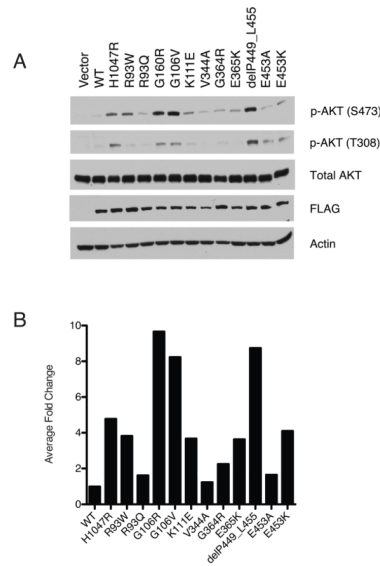 A
Vector
WT
H1047R
R93W
R93Q
G160R
G106V
K111E
V344A
G364R
E365K
delP449_L455
E453A
E453K
p-AKT (S473)
p-AKT (T308)
Total AKT
FLAG
Actin
B
Average Fold Change
10
8
6
4
2
0
WT
H1047R
R93W
R93Q
G106R
G106V
K111E
V344A
G364R
E365K
delP449_L455
E453A
E453K